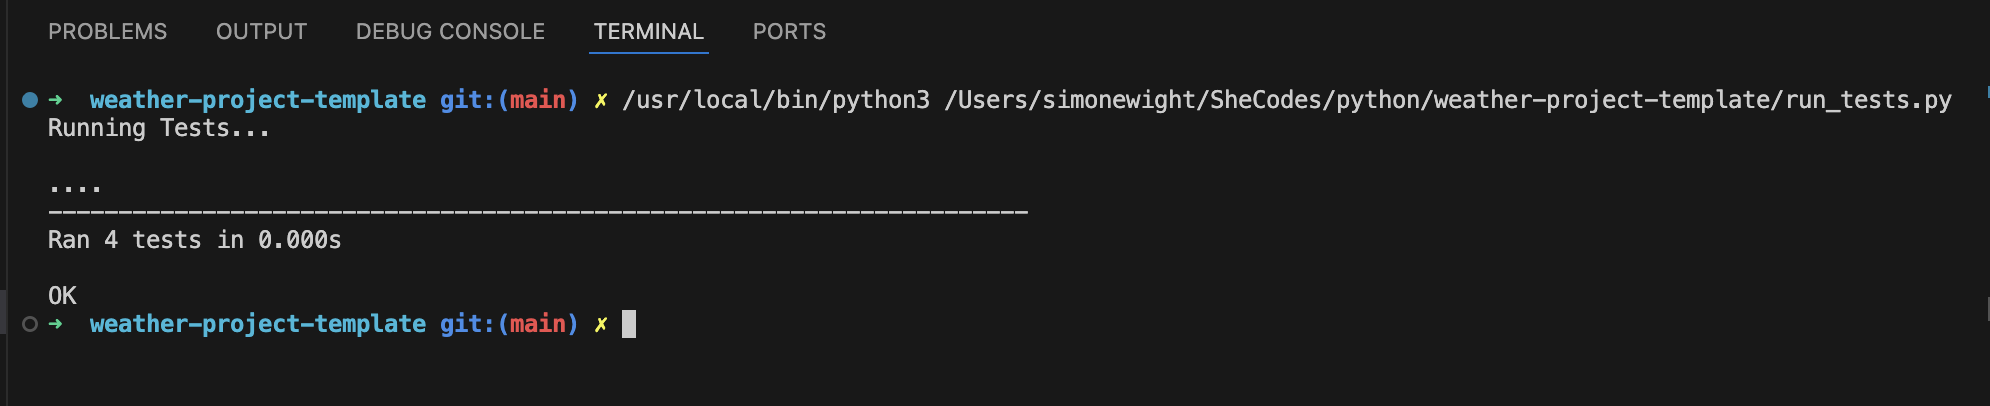 PROBLEMS OUTPUT DEBUG CONSOLE TERMINAL PORTS
➜ weather-project-template git:(main) ✗ /usr/local/bin/python3 /Users/simonewight/SheCodes/python/weather-project-template/run_tests.py
Running Tests...
....
----------------------------------------------------------------------
Ran 4 tests in 0.000s
OK
➜ weather-project-template git:(main) ✗